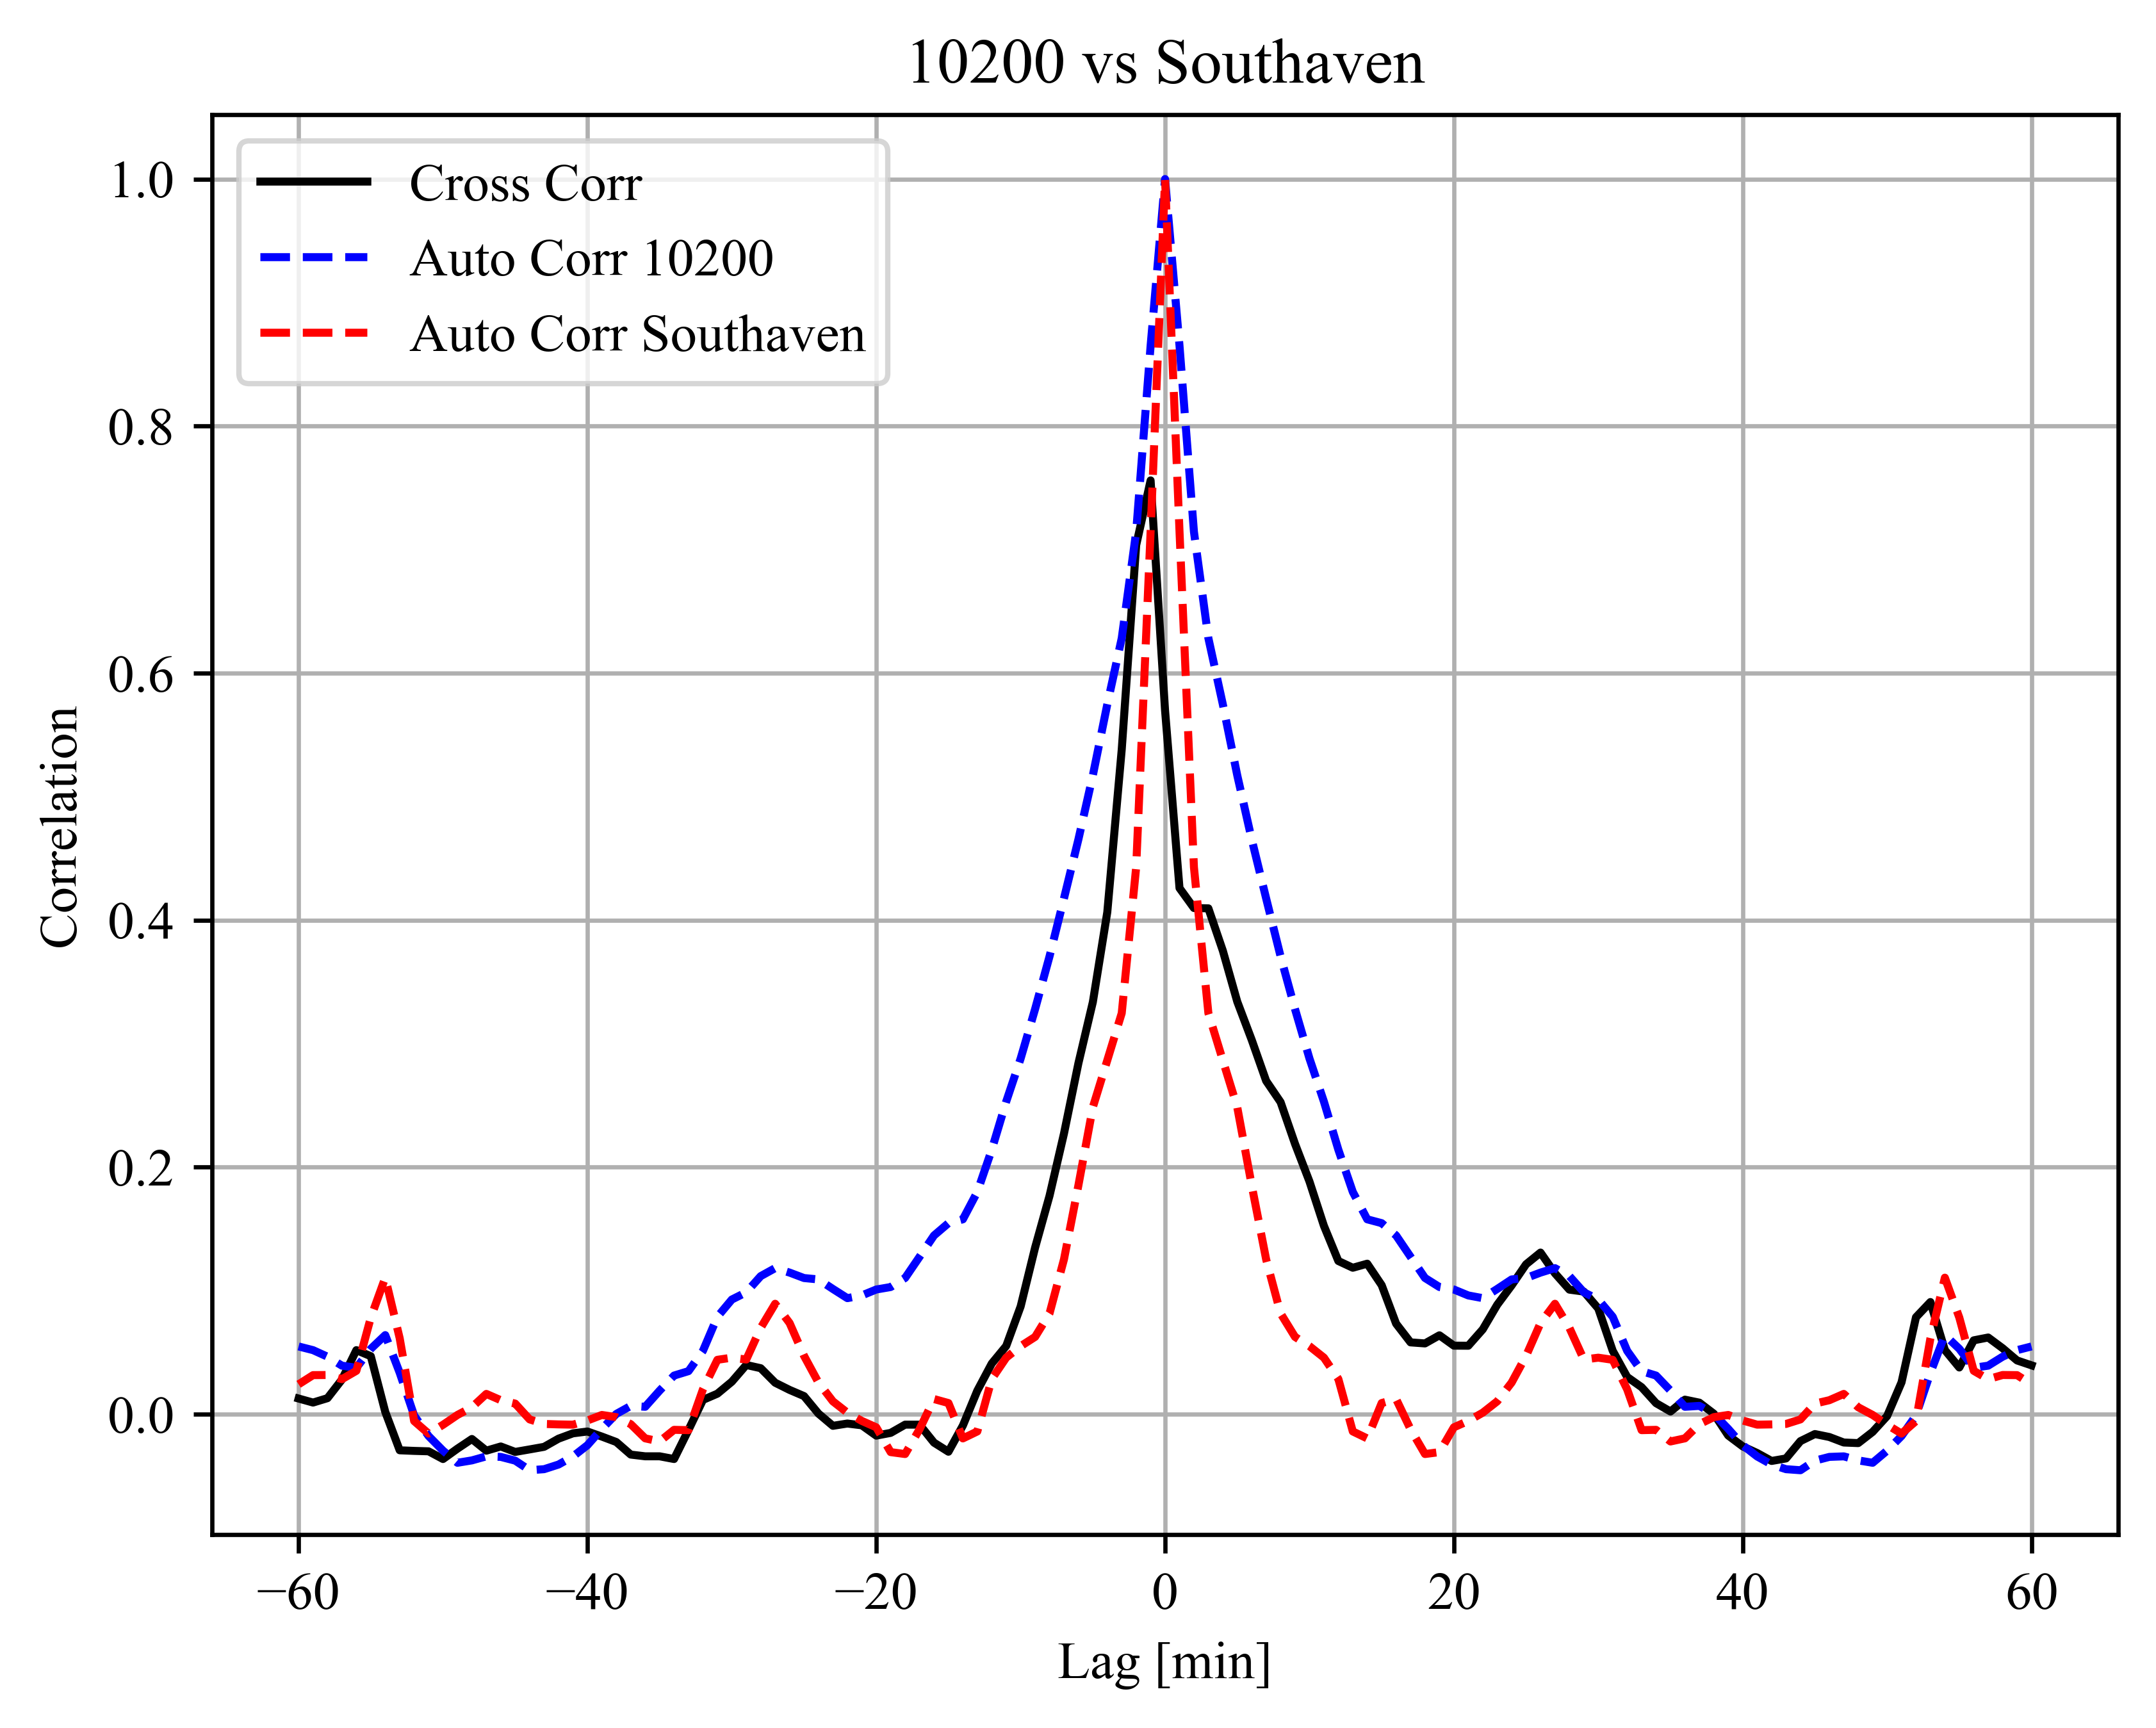 10200 vs Southaven
Cross Corr
Auto Corr 10200
Auto Corr Southaven
1.0
0.8
0.6
0.4
0.2
0.0
Correlation
−60 −40 −20 0 20 40 60
Lag [min]